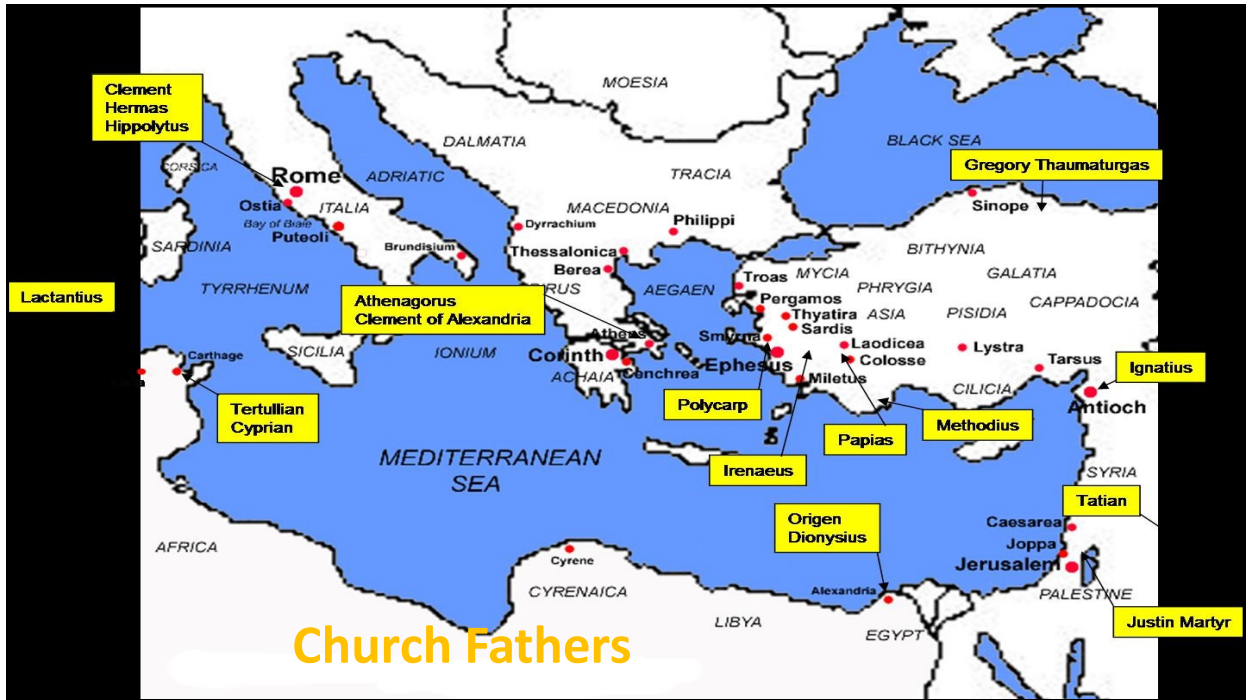 MOESIA
Clement
Hermas
Hippolytus
DALMATIA
BLACK SEA
CORSICA
Rome
ADRIATIC
TRACIA
Gregory Thaumaturgas
Ostia
ITALIA
MACEDONIA
Sinope
Bay of Biaie
Puteoli
Dyrrachium
Philippi
SARDINIA
Brundisium
Thessalonica
BITHYNIA
Berea
Troas
MYCIA
GALATIA
TYRRHENUM
IRUS
AEGAEN
PHRYGIA
CAPPADOCIA
Lactantius
Athenagorus
Clement of Alexandria
Pergamos
Thyatira
ASIA
PISIDIA
Sardis
Athens
Smyrna
SICILIA
IONIUM
Corinth
Laodicea
Lystra
Carthage
Cenchrea
Ephesus
Colosse
Tarsus
Ignatius
ACHAIA
Miletus
CILICIA
Antioch
Tertullian
Cyprian
Polycarp
Papias
Methodius
MEDITERRANEAN
SEA
Irenaeus
SYRIA
Tatian
Origen
Dionysius
Caesarea
AFRICA
Joppa
Cyrene
Jerusalem
CYRENAICA
Alexandria
PALESTINE
LIBYA
EGYPT
Justin Martyr
Church Fathers